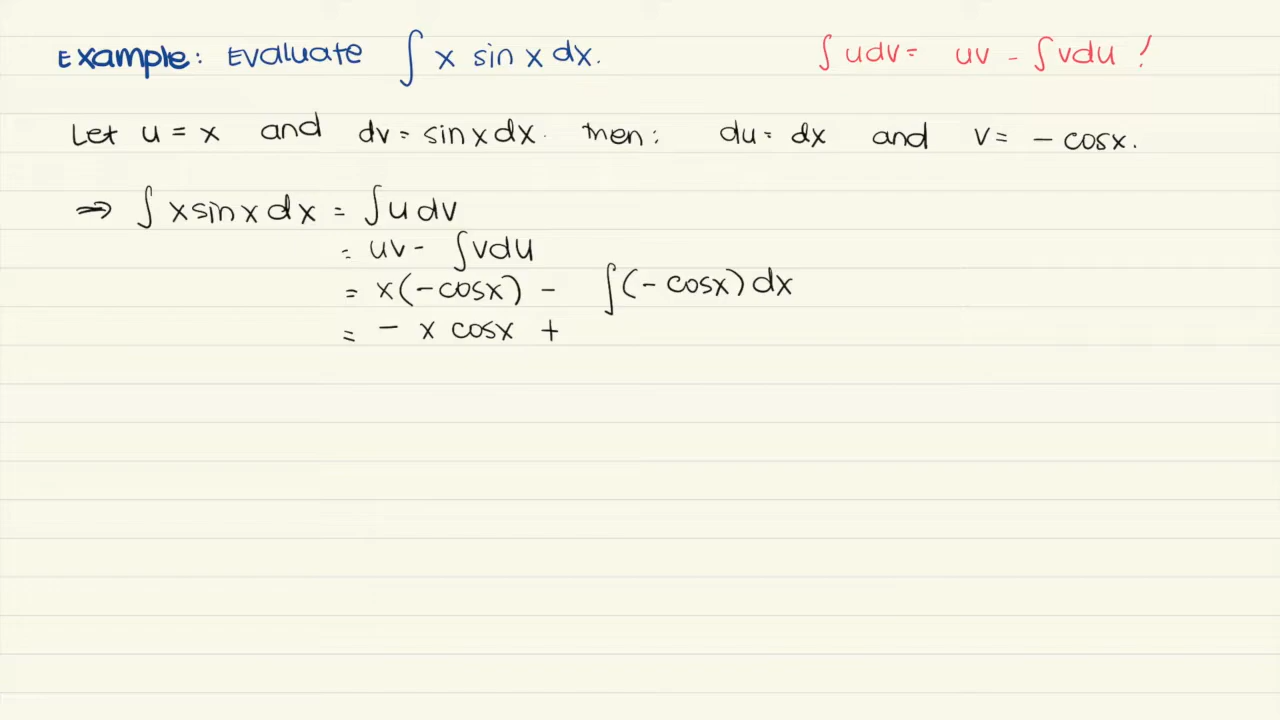 Example: Evaluate ∫ x sin x dx. ∫ udv = uv - ∫ vdu !
Let u = x and dv = sin x dx. then: du = dx and v = - cosx.
⇒ ∫ x sin x dx = ∫ u dv
= uv - ∫ vdu
= x(-cosx) - ∫(- cosx) dx
= - x cosx +